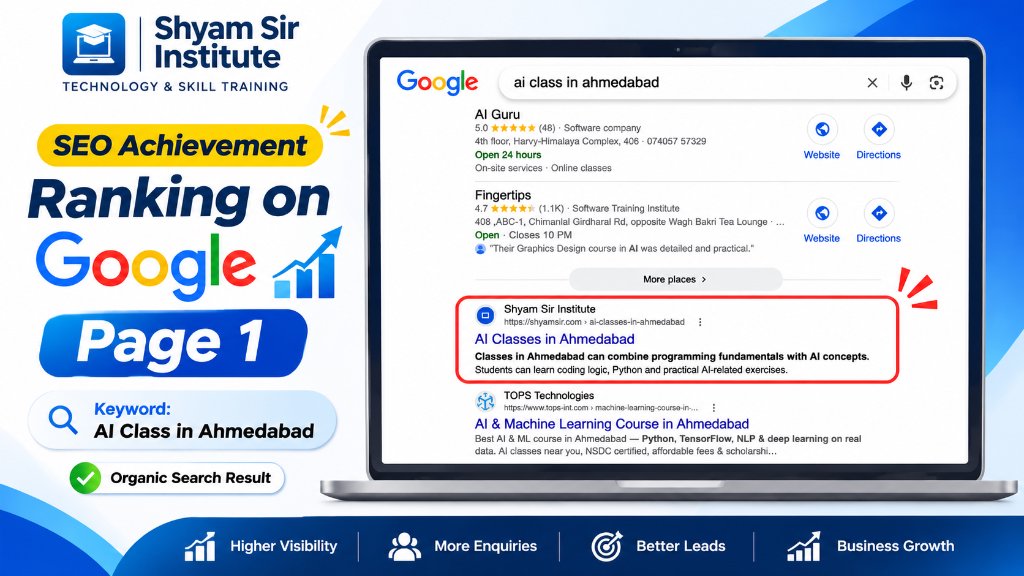 Shyam Sir
Institute
TECHNOLOGY & SKILL TRAINING
SEO Achievement
Ranking on
Google
Page 1
Keyword:
AI Class in Ahmedabad
Organic Search Result
Google
ai class in ahmedabad
AI Guru
5.0 (48) · Software company
4th floor, Harvy-Himalaya Complex, 406 · 074057 57329
Open 24 hours
On-site services · Online classes
Website
Directions
Fingertips
4.7 (1.1K) · Software Training Institute
408 ,ABC-1, Chimanlal Girdharal Rd, opposite Wagh Bakri Tea Lounge · ...
Open · Closes 10 PM
"Their Graphics Design course in AI was detailed and practical."
Website
Directions
More places >
Shyam Sir Institute
https://shyamsir.com › ai-classes-in-ahmedabad
AI Classes in Ahmedabad
Classes in Ahmedabad can combine programming fundamentals with AI concepts.
Students can learn coding logic, Python and practical AI-related exercises.
TOPS Technologies
https://www.tops-int.com › machine-learning-course-in-...
AI & Machine Learning Course in Ahmedabad
Best AI & ML course in Ahmedabad — Python, TensorFlow, NLP & deep learning on real
data. AI classes near you, NSDC certified, affordable fees & scholarshi...
Higher Visibility
More Enquiries
Better Leads
Business Growth